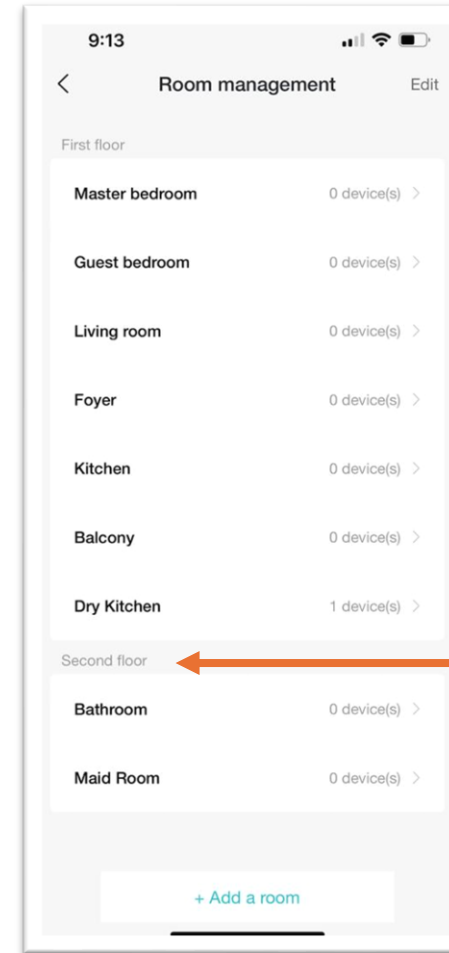 9:13
Room management Edit
First floor
Master bedroom 0 device(s)
Guest bedroom 0 device(s)
Living room 0 device(s)
Foyer 0 device(s)
Kitchen 0 device(s)
Balcony 0 device(s)
Dry Kitchen 1 device(s)
Second floor
Bathroom 0 device(s)
Maid Room 0 device(s)
+ Add a room